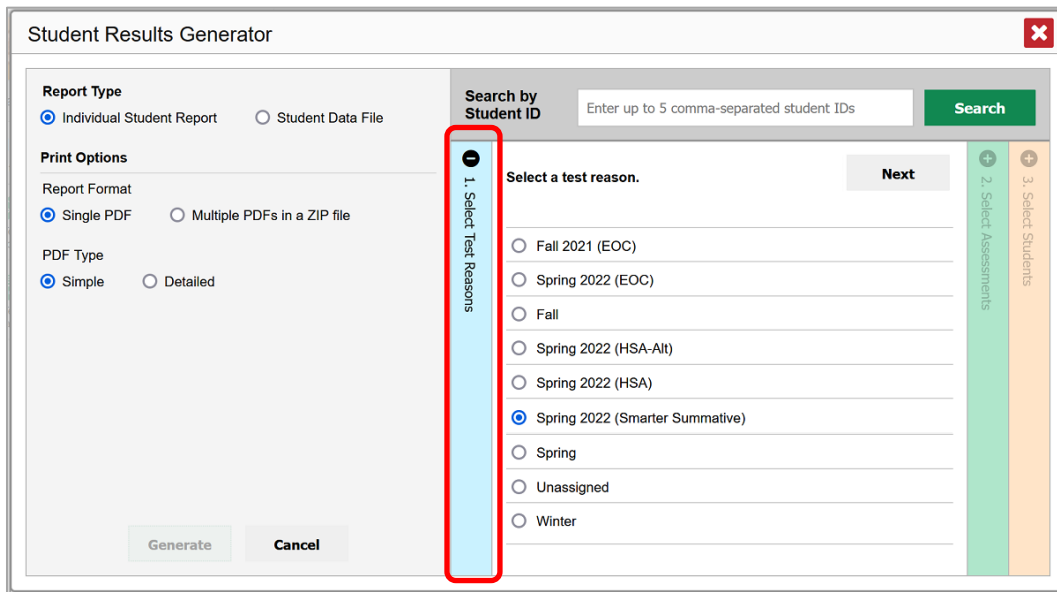 Student Results Generator
Report Type
Individual Student Report
Student Data File
Print Options
Report Format
Single PDF
Multiple PDFs in a ZIP file
PDF Type
Simple
Detailed
Generate
Cancel
Search by
Student ID
Enter up to 5 comma-separated student IDs
Search
1. Select Test Reasons
Select a test reason.
Next
Fall 2021 (EOC)
Spring 2022 (EOC)
Fall
Spring 2022 (HSA-Alt)
Spring 2022 (HSA)
Spring 2022 (Smarter Summative)
Spring
Unassigned
Winter
2. Select Assessments
3. Select Students